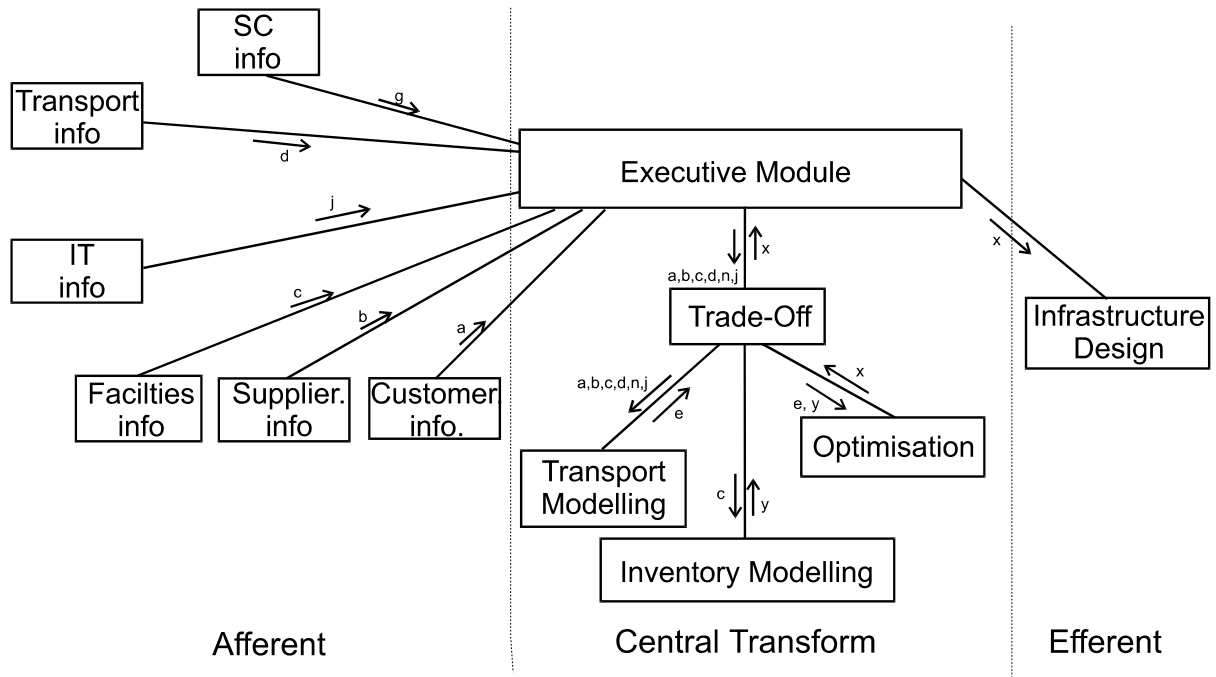 SC
info
g
Transport
info
d
Executive Module
j
IT
info
x
a,b,c,d,n,j
x
c
b
a
Trade-Off
Infrastructure
Design
Facilties
info
Supplier.
info
Customer.
info.
a,b,c,d,n,j
e
x
e, y
Optimisation
Transport
Modelling
c
y
Inventory Modelling
Afferent
Central Transform
Efferent